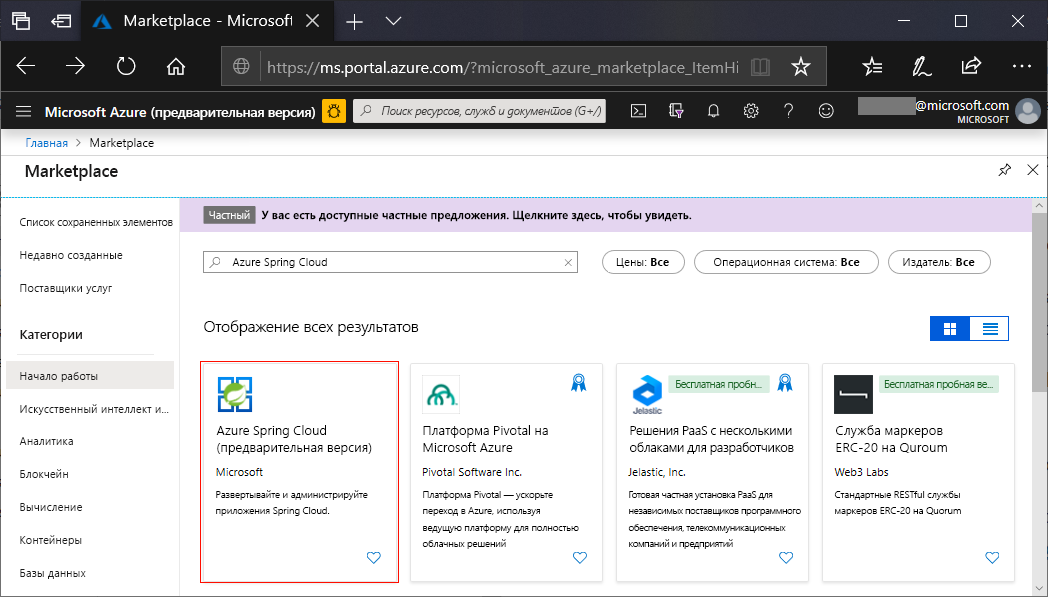 Marketplace - Microsoft
https://ms.portal.azure.com/?microsoft_azure_marketplace_ItemHi
Microsoft Azure (предварительная версия)
Поиск ресурсов, служб и документов (G+/)
@microsoft.com
MICROSOFT
Главная > Marketplace
Marketplace
Список сохраненных элементов
Недавно созданные
Поставщики услуг
Категории
Начало работы
Искусственный интеллект и...
Аналитика
Блокчейн
Вычисление
Контейнеры
Базы данных
Частный У вас есть доступные частные предложения. Щелкните здесь, чтобы увидеть.
Azure Spring Cloud
Цены: Все
Операционная система: Все
Издатель: Все
Отображение всех результатов
Azure Spring Cloud
(предварительная версия)
Microsoft
Развертывайте и администрируйте
приложения Spring Cloud.
Платформа Pivotal на
Microsoft Azure
Pivotal Software Inc.
Платформа Pivotal — ускорьте
переход в Azure, используя
ведущую платформу для полностью
облачных решений
Jelastic
Бесплатная пробн...
Решения PaaS с несколькими
облаками для разработчиков
Jelastic, Inc.
Готовая частная установка PaaS для
независимых поставщиков программного
обеспечения, телекоммуникационных
компаний и предприятий
Бесплатная пробная ве...
Служба маркеров
ERC-20 на Quroum
Web3 Labs
Стандартные RESTful службы
маркеров ERC-20 на Quorum